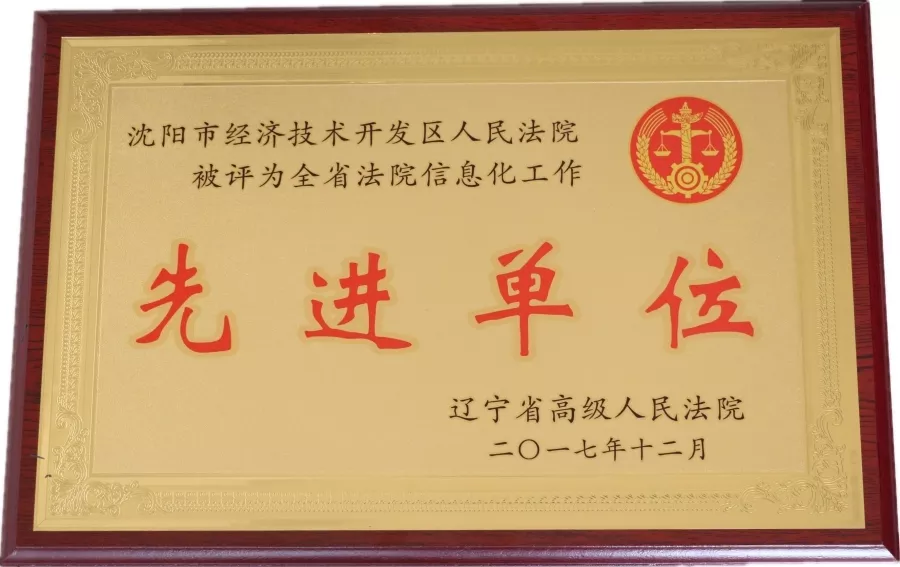 沈阳市经济技术开发区人民法院
被评为全省法院信息化工作
先进单位
辽宁省高级人民法院
二〇一七年十二月